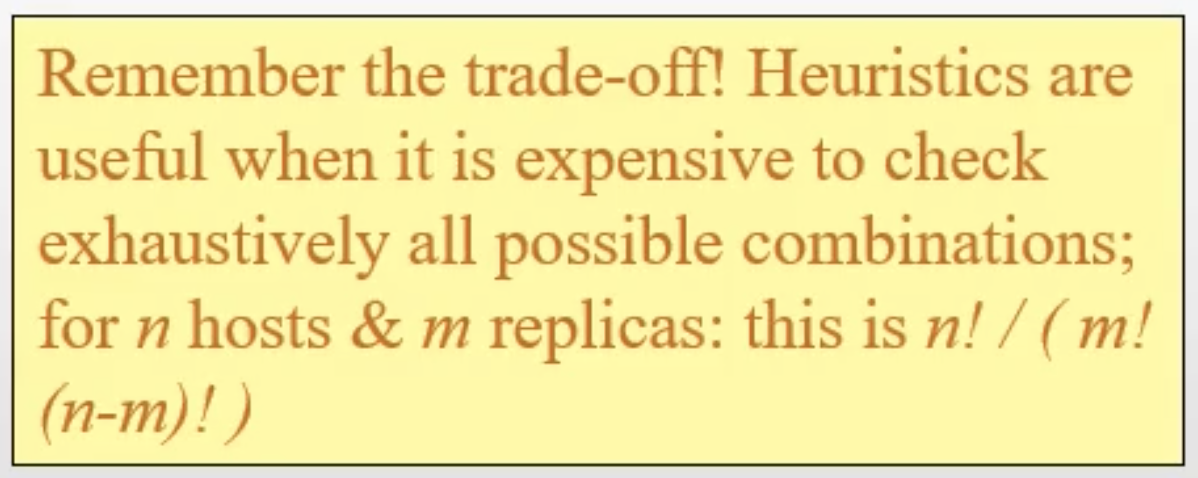 Remember the trade-off! Heuristics are
useful when it is expensive to check
exhaustively all possible combinations;
for n hosts & m replicas: this is n! / ( m!
(n-m)! )